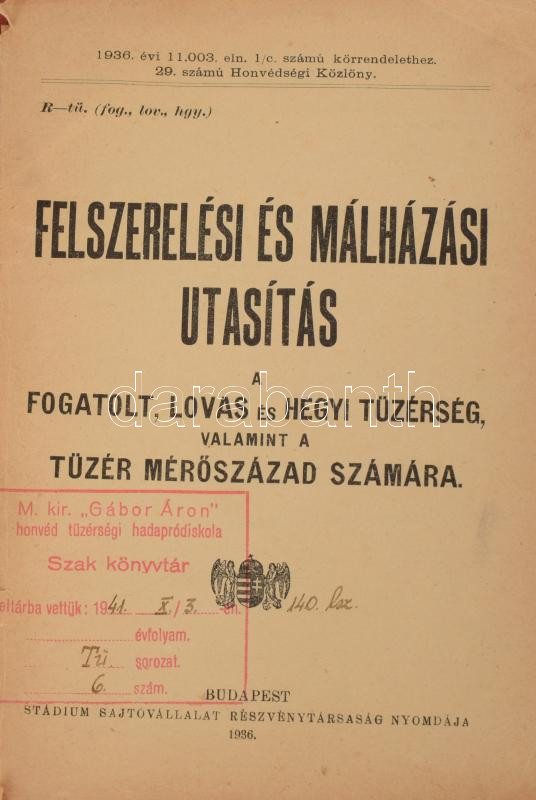 1936. évi 11.003. eln. 1/c. számú körrendelethez.
29. számú Honvédségi Közlöny.
R—tü. (fog., lov., hgy.)
FELSZERELÉSI ÉS MÁLHÁZÁSI
UTASÍTÁS
A
FOGATOLT, LOVAS ÉS HEGYI TÜZÉRSÉG,
VALAMINT A
TÜZÉR MÉRŐSZÁZAD SZÁMÁRA.
darabanth
M. kir. „Gábor Áron"
honvéd tüzérségi hadapródiskola
Szak könyvtár
eltárba vettük: 1941. X./3.-én. 140. lsz.
évfolyam.
Tü sorozat.
6. szám.
BUDAPEST
STÁDIUM SAJTÓVÁLLALAT RÉSZVÉNYTÁRSASÁG NYOMDÁJA
1936.